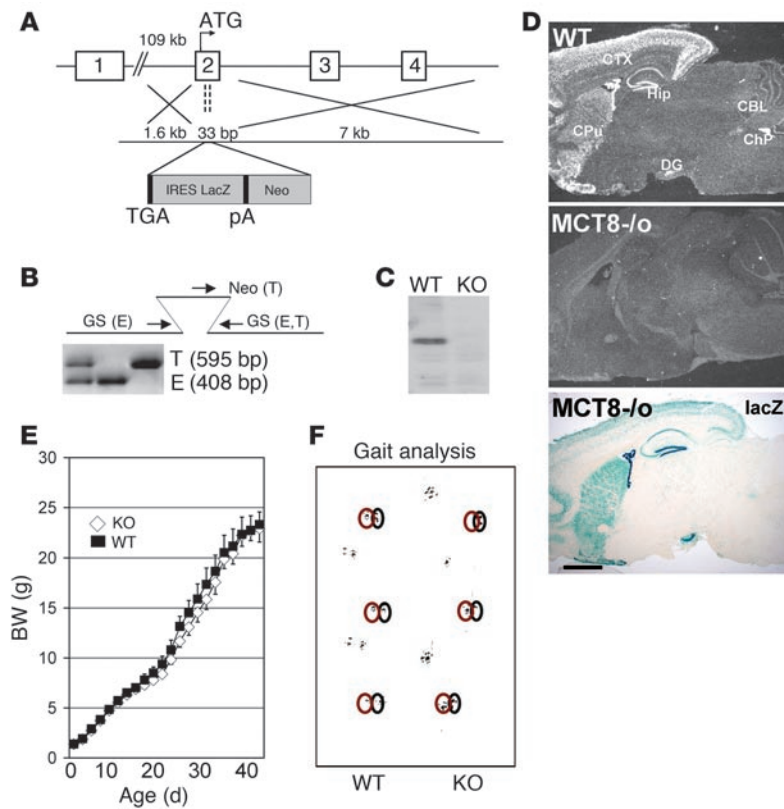 A
109 kb
ATG
1
2
3
4
1.6 kb
33 bp
7 kb
IRES LacZ
Neo
TGA
pA
B
Neo (T)
GS (E)
GS (E,T)
T (595 bp)
E (408 bp)
C
WT KO
D
WT
CTX
Hip
CBL
CPu
ChP
DG
MCT8-/o
MCT8-/o
lacZ
E
30
25
20
15
10
5
0
BW (g)
KO
WT
0 10 20 30 40
Age (d)
F
Gait analysis
WT
KO